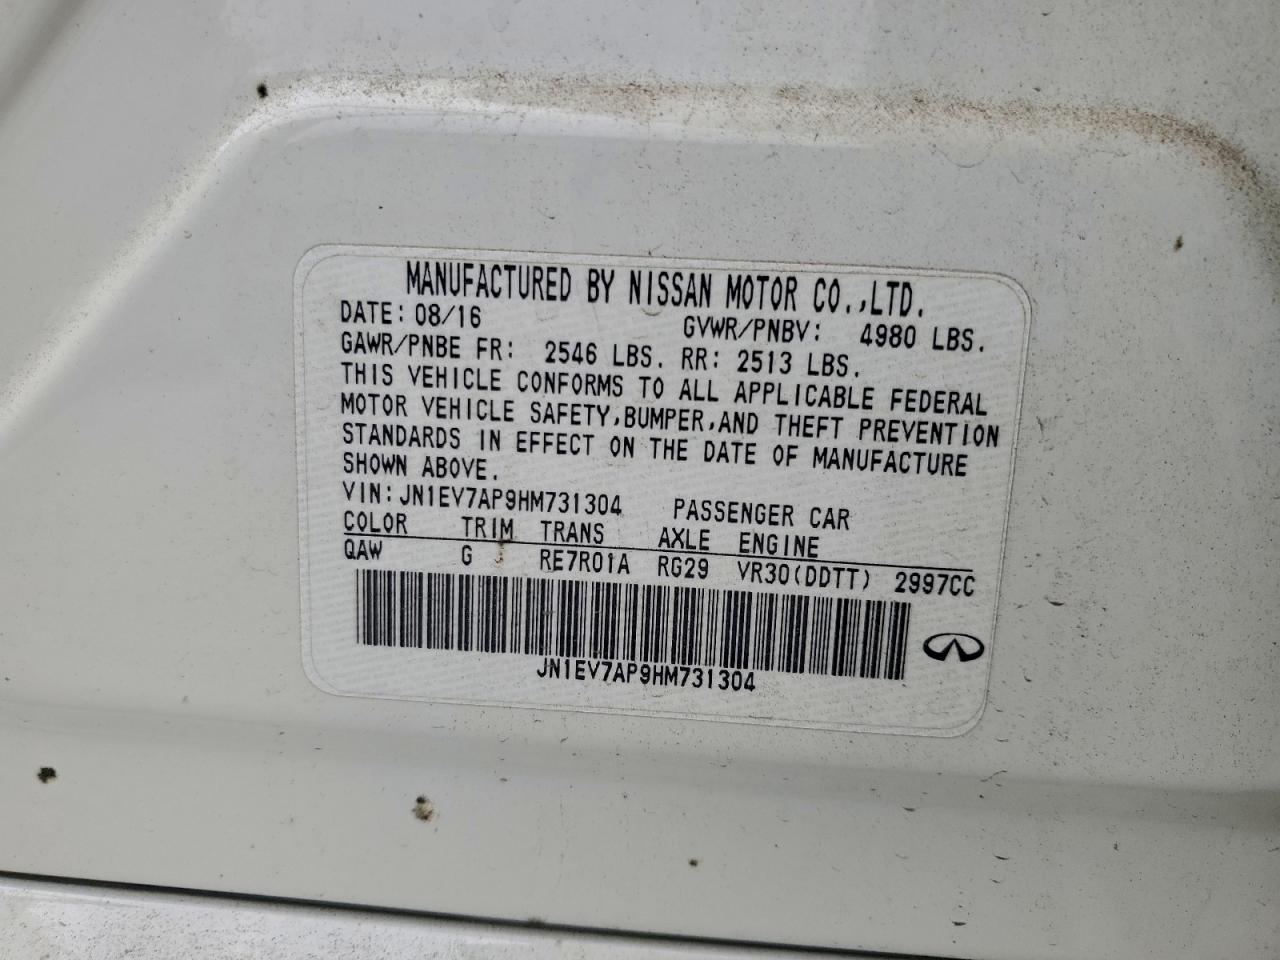 MANUFACTURED BY NISSAN MOTOR CO.,LTD.
DATE: 08/16 GVWR/PNBV: 4980 LBS.
GAWR/PNBE FR: 2546 LBS. RR: 2513 LBS.
THIS VEHICLE CONFORMS TO ALL APPLICABLE FEDERAL
MOTOR VEHICLE SAFETY,BUMPER,AND THEFT PREVENTION
STANDARDS IN EFFECT ON THE DATE OF MANUFACTURE
SHOWN ABOVE.
VIN: JN1EV7AP9HM731304 PASSENGER CAR
COLOR TRIM TRANS AXLE ENGINE
QAW G RE7R01A RG29 VR30(DDTT) 2997CC
JN1EV7AP9HM731304